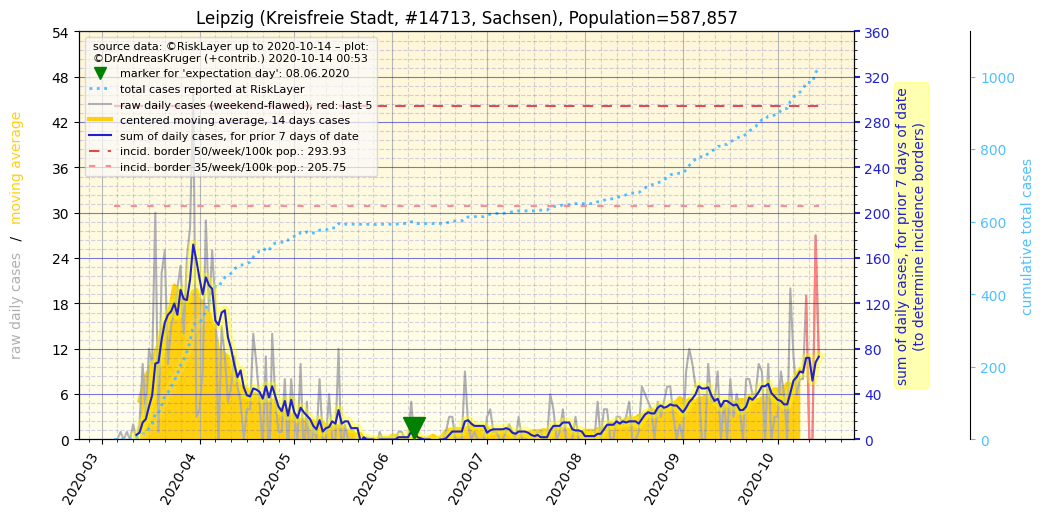 Leipzig (Kreisfreie Stadt, #14713, Sachsen), Population=587,857
source data: ©RiskLayer up to 2020-10-14 – plot:
©DrAndreasKruger (+contrib.) 2020-10-14 00:53
marker for 'expectation day': 08.06.2020
total cases reported at RiskLayer
raw daily cases (weekend-flawed), red: last 5
centered moving average, 14 days cases
sum of daily cases, for prior 7 days of date
incid. border 50/week/100k pop.: 293.93
incid. border 35/week/100k pop.: 205.75
raw daily cases / moving average
54
48
42
36
30
24
18
12
6
0
2020-03
2020-04
2020-05
2020-06
2020-07
2020-08
2020-09
2020-10
360
320
280
240
200
160
120
80
40
0
sum of daily cases, for prior 7 days of date
(to determine incidence borders)
1000
800
600
400
200
0
cumulative total cases